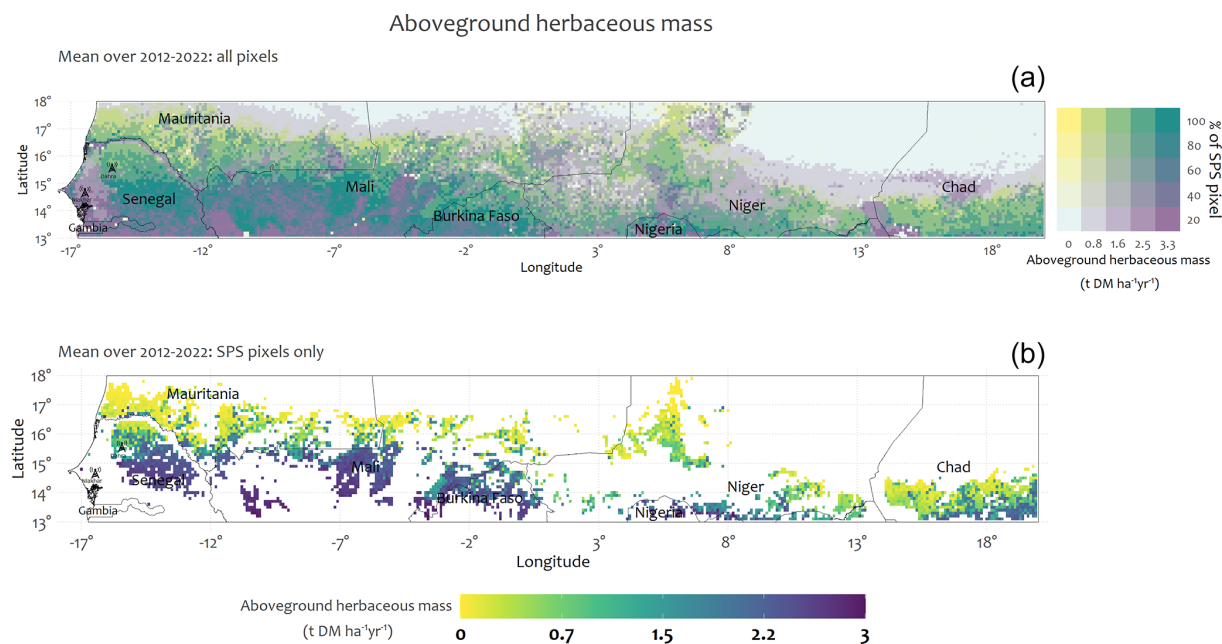 Aboveground herbaceous mass
Mean over 2012-2022: all pixels
(a)
18°
17°
16°
15°
14°
13°
Latitude
Mauritania
Dahra
Senegal
Gambia
Mali
Burkina Faso
Niger
Nigeria
Chad
-17
-12
-7
-2
3°
8°
13
18°
Longitude
100
80
60
40
20
% of SPS pixel
0 0.8 1.6 2.5 3.3
Aboveground herbaceous mass
(t DM ha⁻¹yr⁻¹)
Mean over 2012-2022: SPS pixels only
(b)
18°
17°
16°
15°
14°
13°
Latitude
Mauritania
Senegal
Niakhar
Gambia
Mali
Burkina Faso
Niger
Nigeria
Chad
-17
-12
-7
-2
3°
8°
13
18°
Longitude
Aboveground herbaceous mass
(t DM ha⁻¹yr⁻¹)
0 0.7 1.5 2.2 3